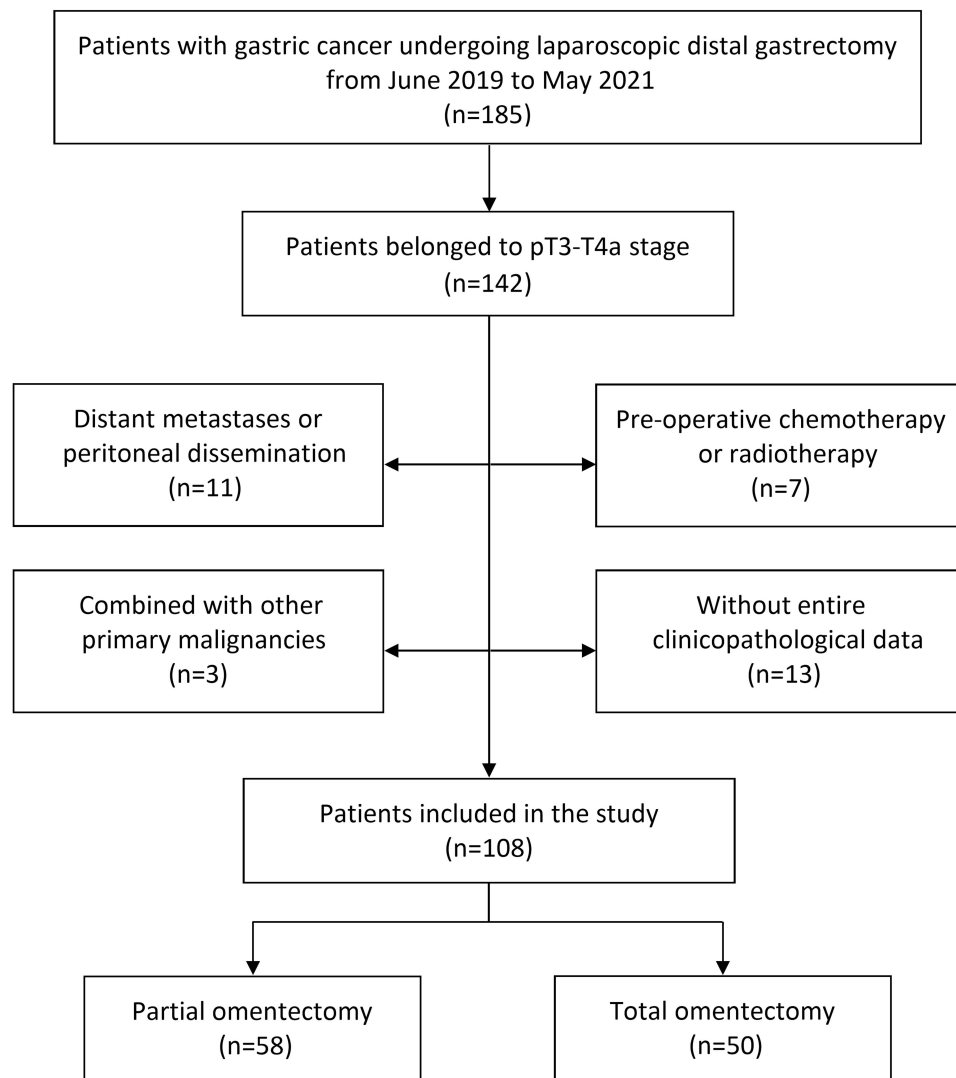 Patients with gastric cancer undergoing laparoscopic distal gastrectomy
from June 2019 to May 2021
(n=185)
Patients belonged to pT3-T4a stage
(n=142)
Distant metastases or
peritoneal dissemination
(n=11)
Pre-operative chemotherapy
or radiotherapy
(n=7)
Combined with other
primary malignancies
(n=3)
Without entire
clinicopathological data
(n=13)
Patients included in the study
(n=108)
Partial omentectomy
(n=58)
Total omentectomy
(n=50)